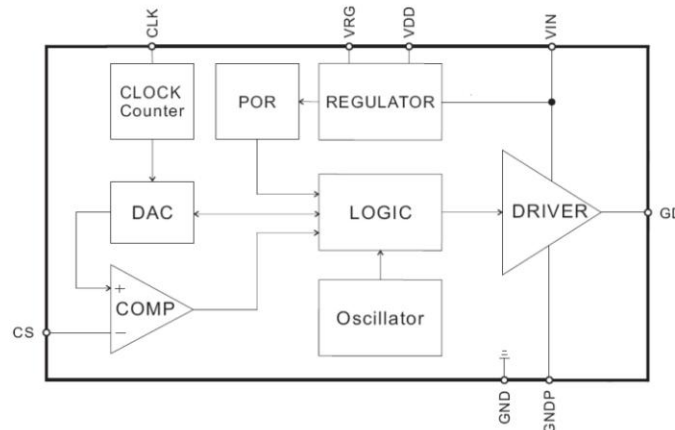 CLK
VRG
VDD
VIN
CLOCK
Counter
POR
REGULATOR
DAC
LOGIC
DRIVER
+
COMP
−
Oscillator
CS
GND
GNDP